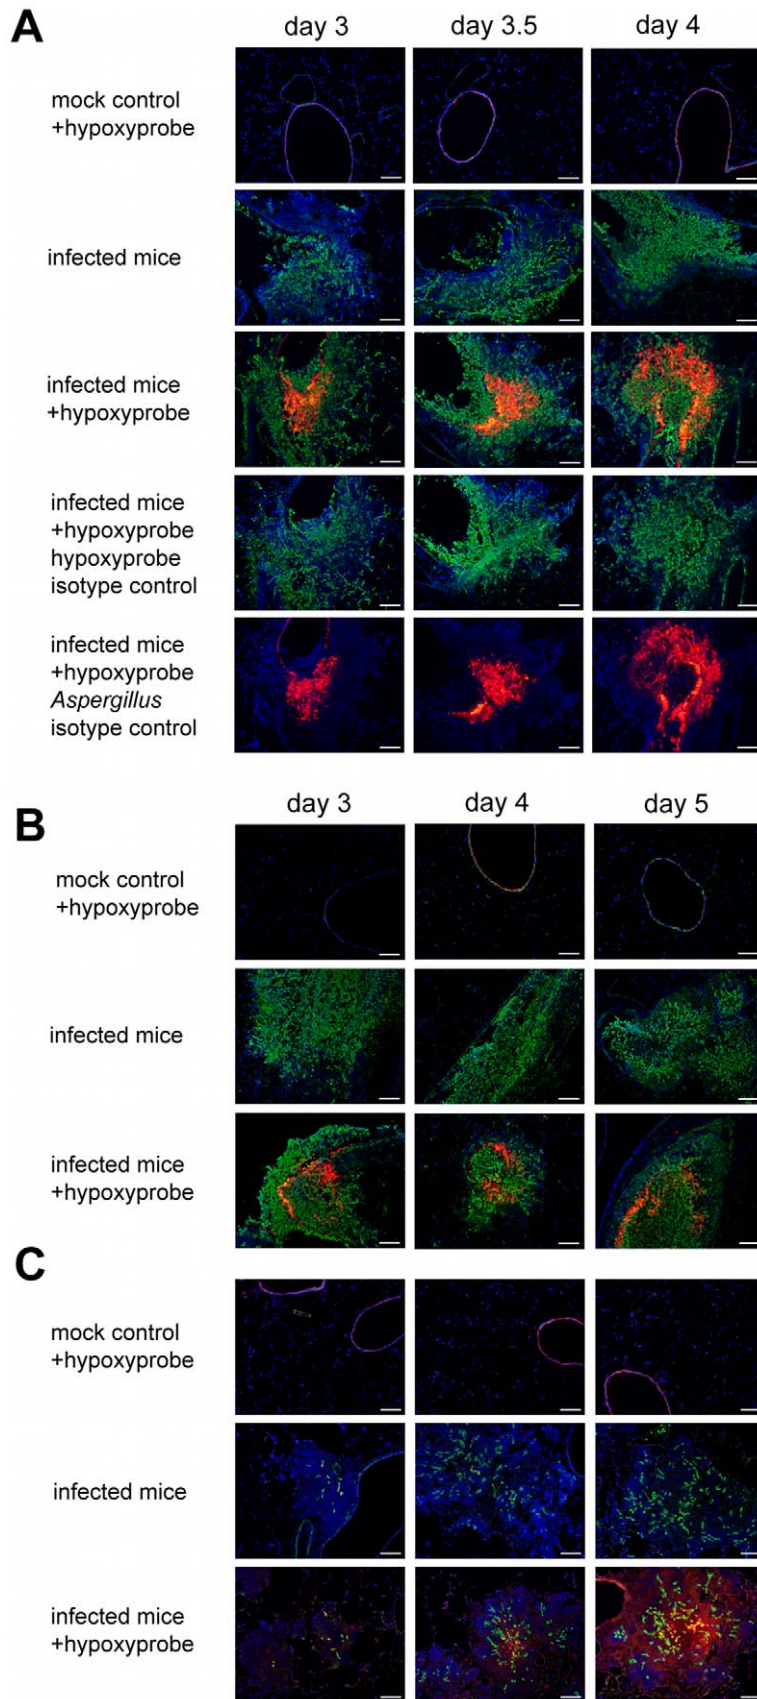 A
day 3 day 3.5 day 4
mock control
+hypoxyprobe
infected mice
infected mice
+hypoxyprobe
infected mice
+hypoxyprobe
hypoxyprobe
isotype control
infected mice
+hypoxyprobe
Aspergillus
isotype control
B
day 3 day 4 day 5
mock control
+hypoxyprobe
infected mice
infected mice
+hypoxyprobe
C
mock control
+hypoxyprobe
infected mice
infected mice
+hypoxyprobe